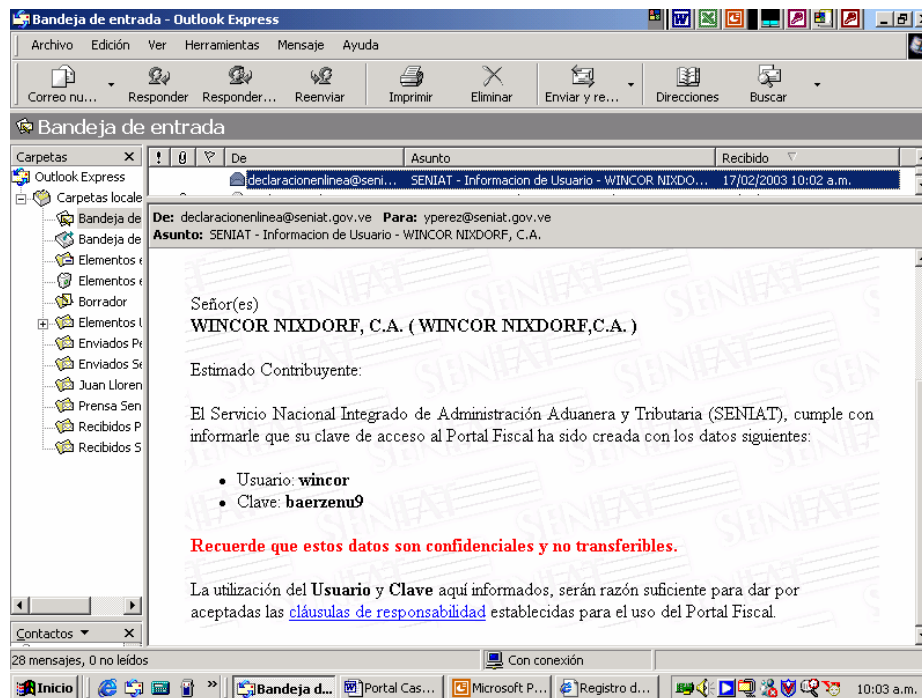 Bandeja de entrada - Outlook Express
Archivo Edición Ver Herramientas Mensaje Ayuda
Correo nu... Responder Responder... Reenviar Imprimir Eliminar Enviar y re... Direcciones Buscar
Bandeja de entrada
Carpetas
! De Asunto Recibido
Outlook Express
declaracionenlinea@seni... SENIAT - Informacion de Usuario - WINCOR NIXDO... 17/02/2003 10:02 a.m.
Carpetas locale
Bandeja de
Bandeja de
Elementos e
Elementos e
Borrador
Elementos
Enviados Pe
Enviados Se
Juan Lloren
Prensa Sen
Recibidos P
Recibidos S
Contactos
De: declaracionenlinea@seniat.gov.ve Para: yperez@seniat.gov.ve
Asunto: SENIAT - Informacion de Usuario - WINCOR NIXDORF, C.A.
Señor(es)
WINCOR NIXDORF, C.A. ( WINCOR NIXDORF,C.A. )
Estimado Contribuyente:
El Servicio Nacional Integrado de Administración Aduanera y Tributaria (SENIAT), cumple con
informarle que su clave de acceso al Portal Fiscal ha sido creada con los datos siguientes:
• Usuario: wincor
• Clave: baerzenu9
Recuerde que estos datos son confidenciales y no transferibles.
La utilización del Usuario y Clave aquí informados, serán razón suficiente para dar por
aceptadas las cláusulas de responsabilidad establecidas para el uso del Portal Fiscal.
28 mensajes, 0 no leídos Con conexión
Inicio » Bandeja d... Portal Cas... Microsoft P... Registro d... 10:03 a.m.